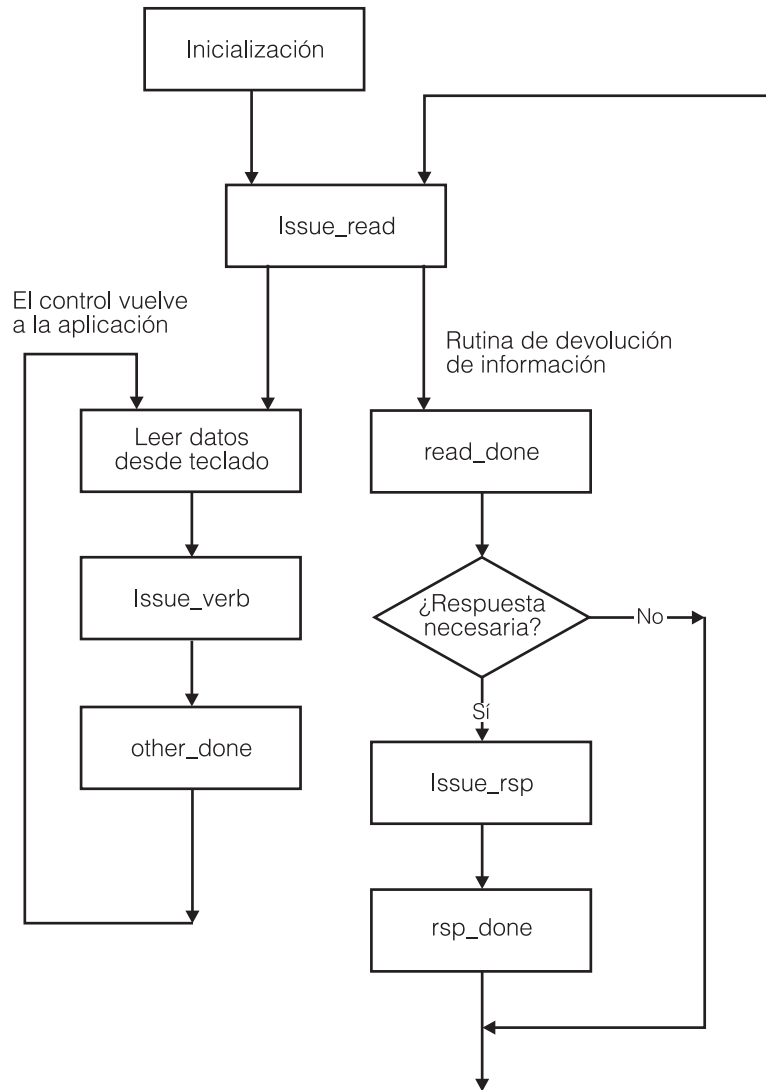 Inicialización
Issue_read
El control vuelve
a la aplicación
Rutina de devolución
de información
Leer datos
desde teclado
read_done
Issue_verb
¿Respuesta
necesaria?
No
Sí
other_done
Issue_rsp
rsp_done